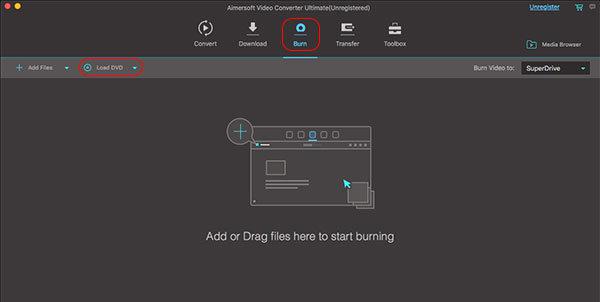 Aimersoft Video Converter Ultimate(Unregistered)
Unregister
Convert
Download
Burn
Transfer
Toolbox
Media Browser
Add Files
Load DVD
Burn Video to:
SuperDrive
Add or Drag files here to start burning